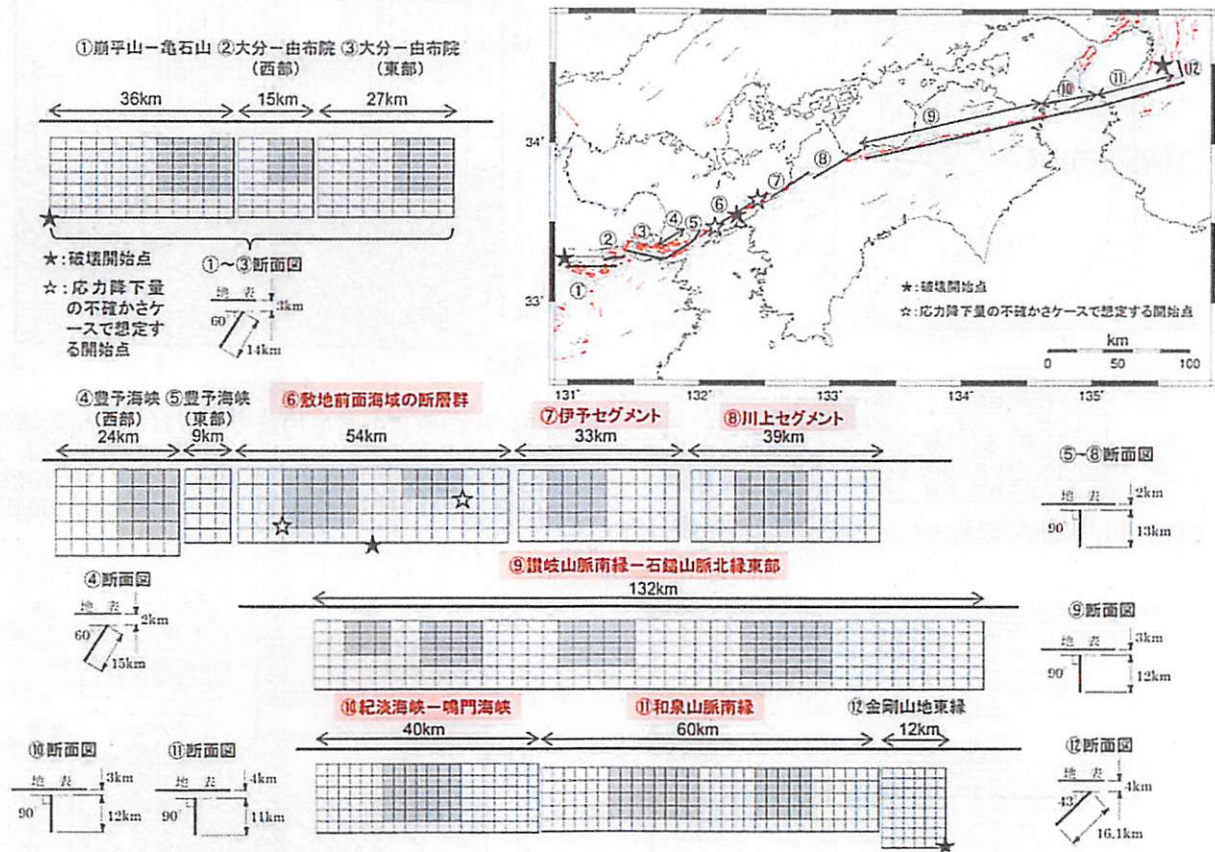 ①崩平山－亀石山 ②大分－由布院 ③大分－由布院
(西部)
(東部)
36km
15km
27km
★:破壊開始点
☆:応力降下量
の不確かさケ
ースで想定す
る開始点
①～③断面図
地 表
3km
60°
14km
34°
33°
131°
132°
133°
134°
135°
①
②
③
④
⑤
⑥
⑦
⑧
⑨
⑩
⑪
⑫
★:破壊開始点
☆:応力降下量の不確かさケースで想定する開始点
km
0 50 100
④豊予海峡 ⑤豊予海峡
(西部)
(東部)
⑥敷地前面海域の断層群
⑦伊予セグメント
⑧川上セグメント
24km
9km
54km
33km
39km
⑤～⑧断面図
地 表
2km
90°
13km
④断面図
地 表
2km
60°
15km
⑨讃岐山脈南縁－石鎚山脈北縁東部
132km
⑨断面図
地 表
3km
90°
12km
⑩紀淡海峡－鳴門海峡
⑪和泉山脈南縁
⑫金剛山地東縁
40km
60km
12km
⑩断面図
地 表
3km
90°
12km
⑪断面図
地 表
4km
90°
11km
⑫断面図
地 表
4km
43°
16.1km